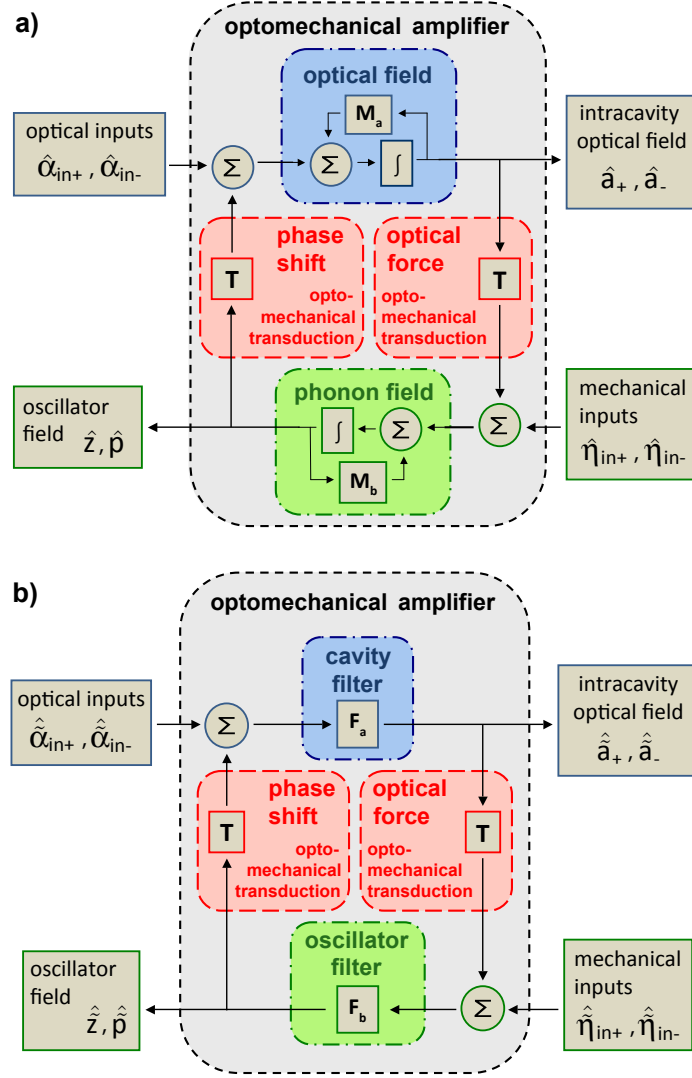 a)
optomechanical amplifier
optical field
M_a
optical inputs
α̂_in+ , α̂_in-
Σ
Σ
∫
intracavity
optical field
â_+ , â_-
phase
shift
T
opto-
mechanical
transduction
optical
force
T
opto-
mechanical
transduction
oscillator
field ẑ, p̂
phonon field
∫
Σ
M_b
Σ
mechanical
inputs
η̂_in+ , η̂_in-
b)
optomechanical amplifier
cavity
filter
F_a
optical inputs
α̃̂_in+ , α̃̂_in-
Σ
intracavity
optical field
ã̂_+ , ã̂_-
phase
shift
T
opto-
mechanical
transduction
optical
force
T
opto-
mechanical
transduction
oscillator
field z̃̂, p̃̂
oscillator
filter
F_b
Σ
mechanical
inputs
η̃̂_in+ , η̃̂_in-